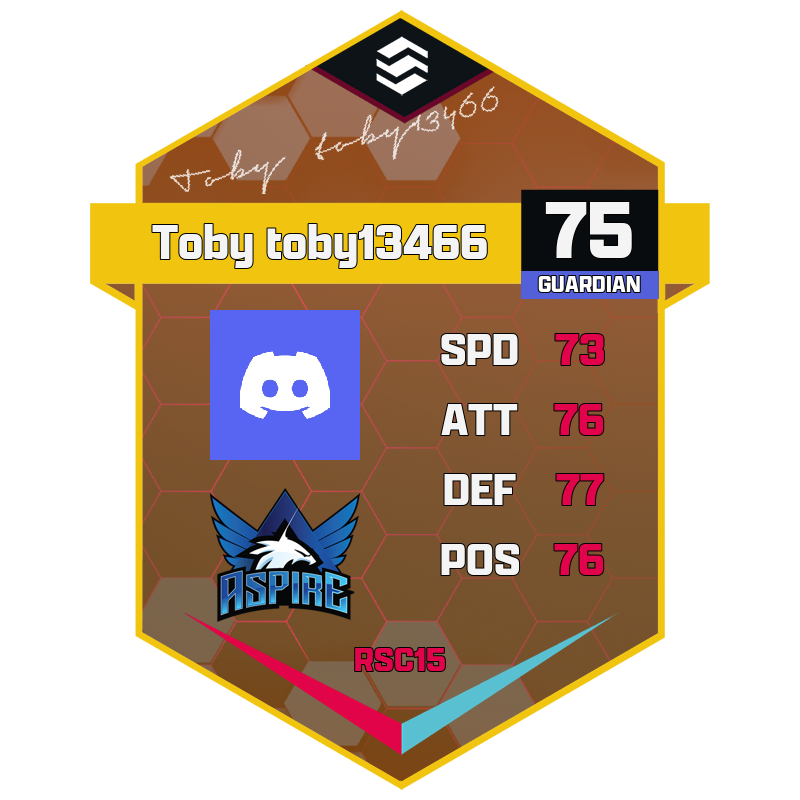 Toby toby13466
Toby toby13466
75
GUARDIAN
SPD 73
ATT 76
DEF 77
POS 76
ASPIRE
RSC15